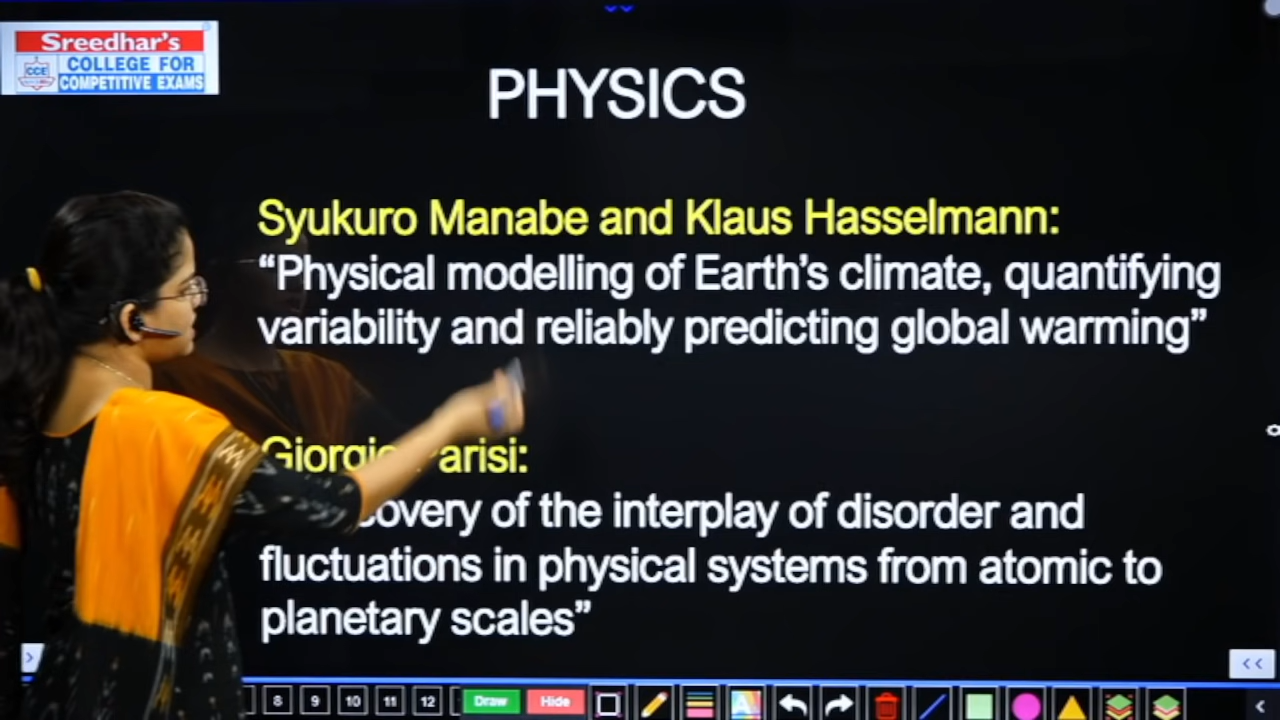 Sreedhar's
CCE
COLLEGE FOR
COMPETITIVE EXAMS
PHYSICS
Syukuro Manabe and Klaus Hasselmann:
“Physical modelling of Earth's climate, quantifying
variability and reliably predicting global warming”
arisi:
of the interplay of disorder and
fluctuations in physical systems from atomic to
planetary scales”
8 9 10 11 12 Draw Hide